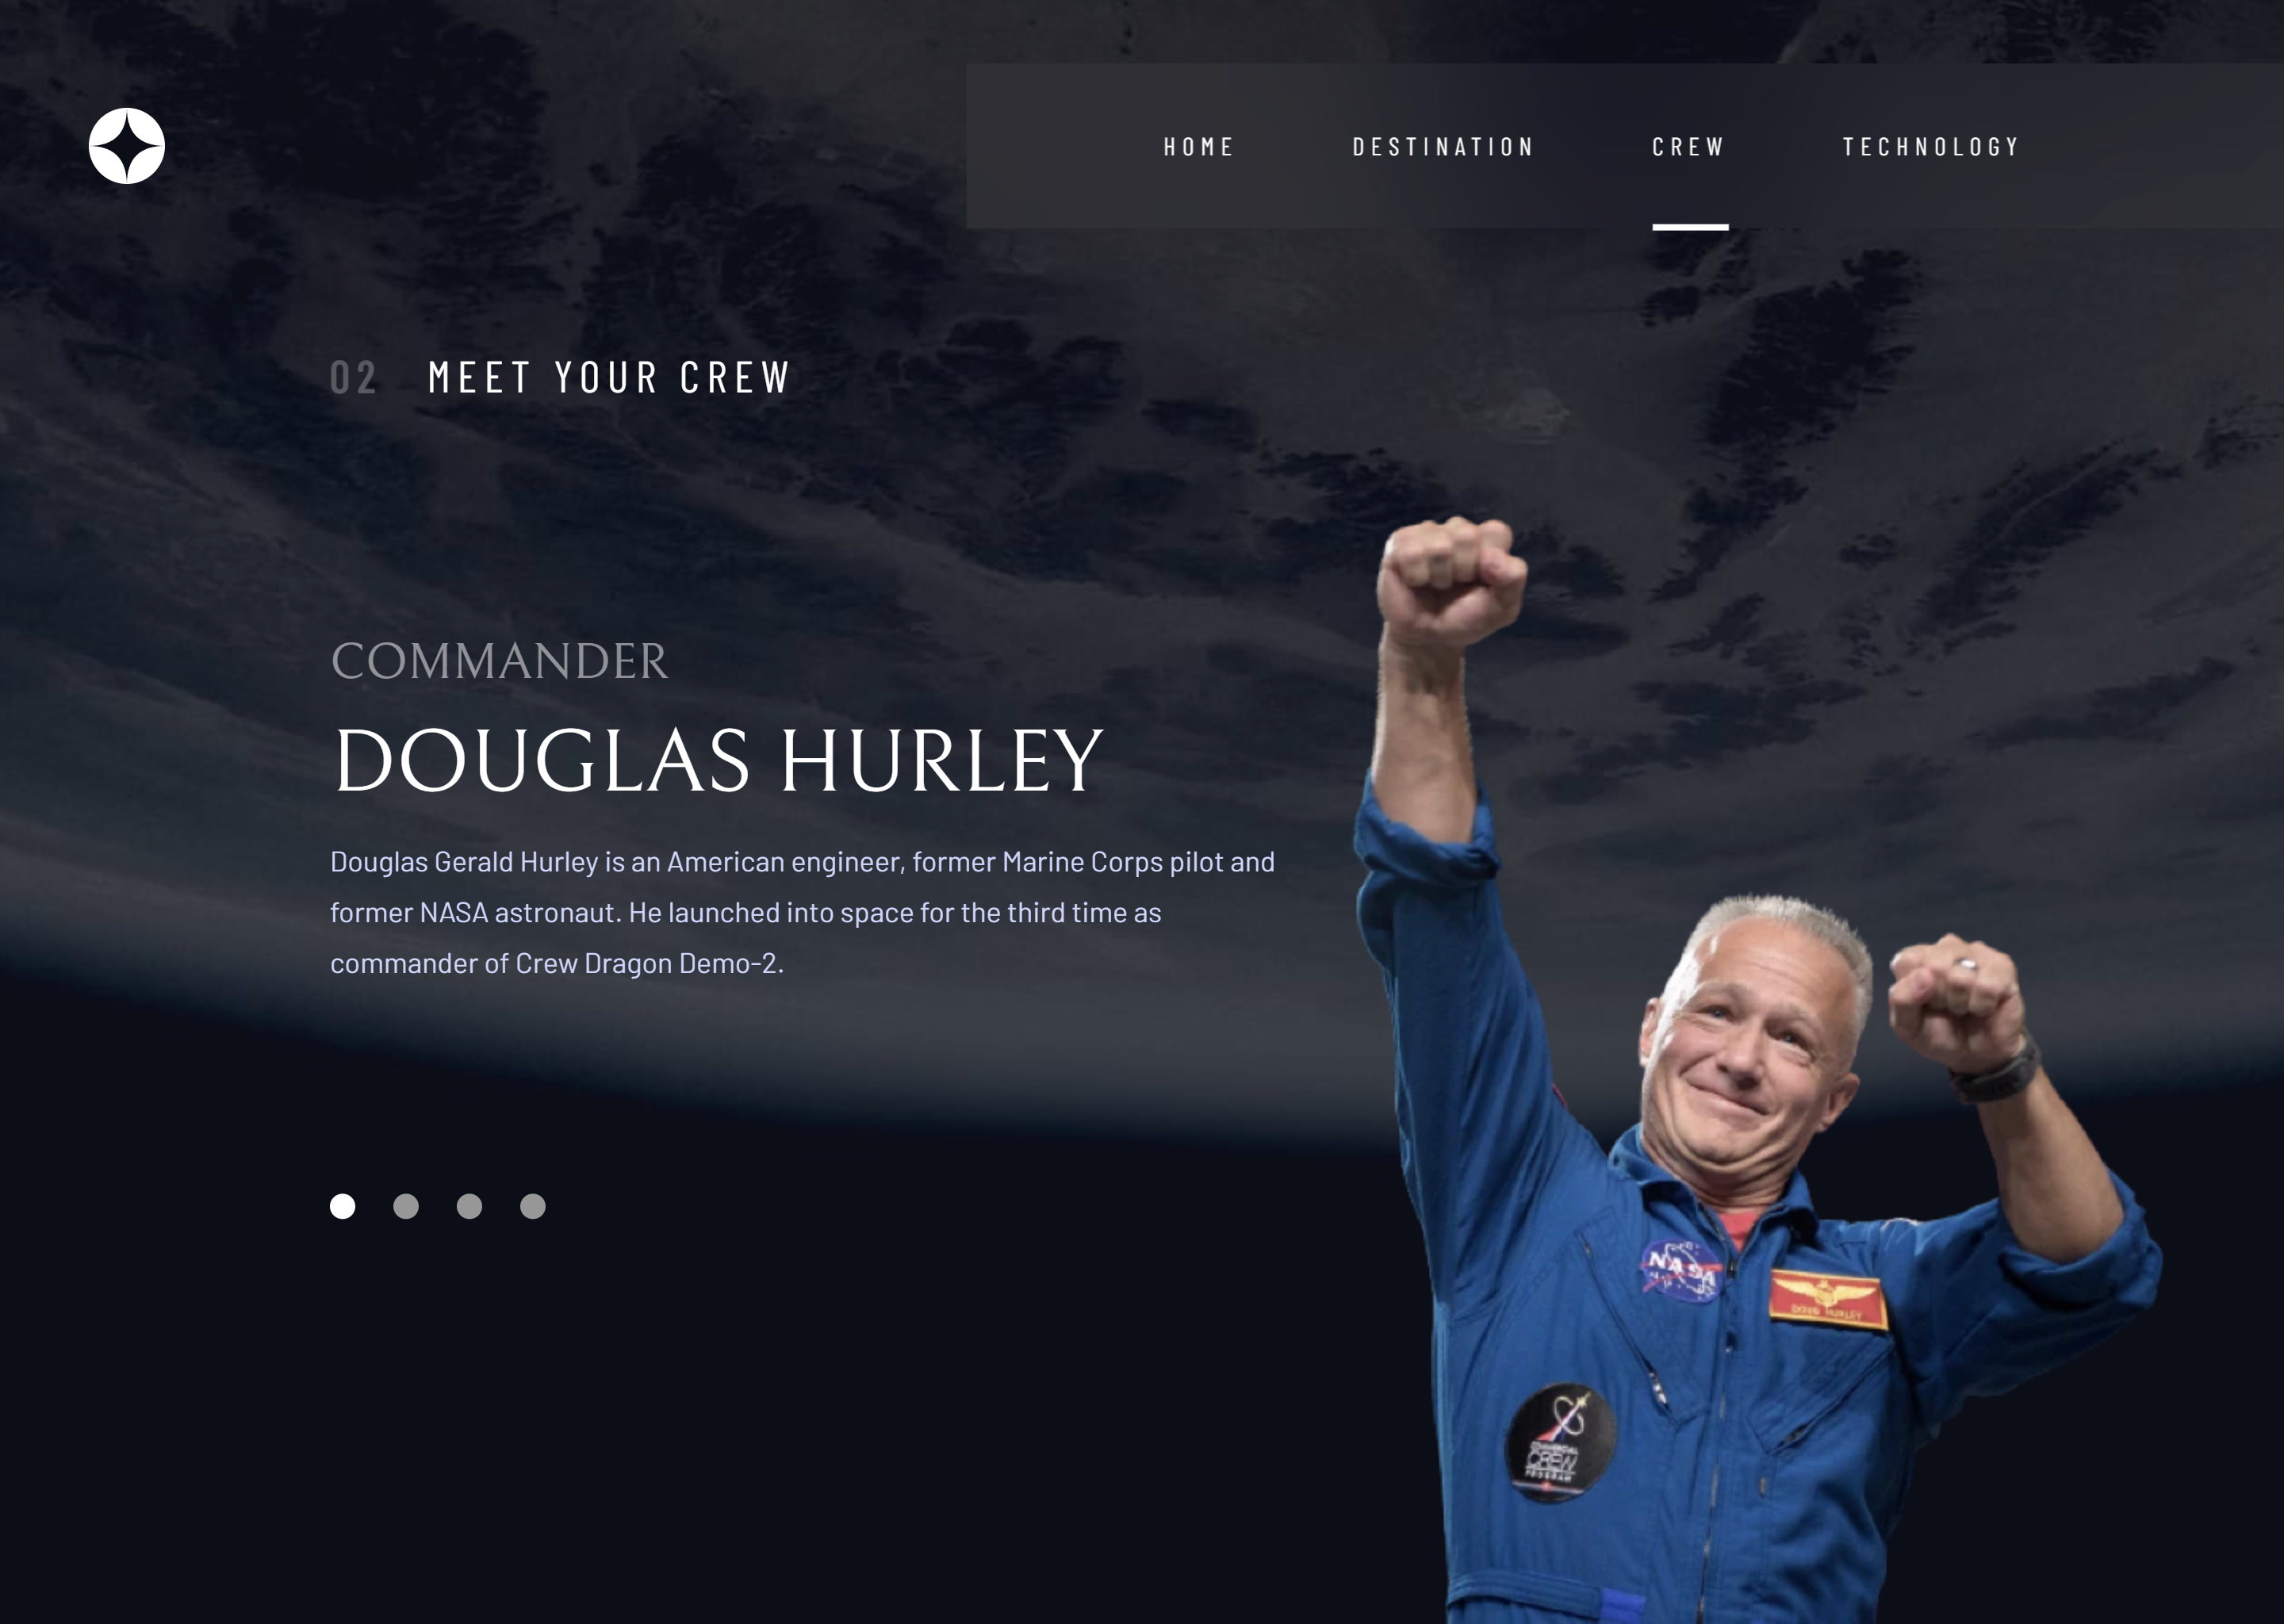 HOME DESTINATION CREW TECHNOLOGY
02 MEET YOUR CREW
COMMANDER
DOUGLAS HURLEY
Douglas Gerald Hurley is an American engineer, former Marine Corps pilot and
former NASA astronaut. He launched into space for the third time as
commander of Crew Dragon Demo-2.
NASA
DOUG HURLEY
COMMERCIAL
CREW
PROGRAM